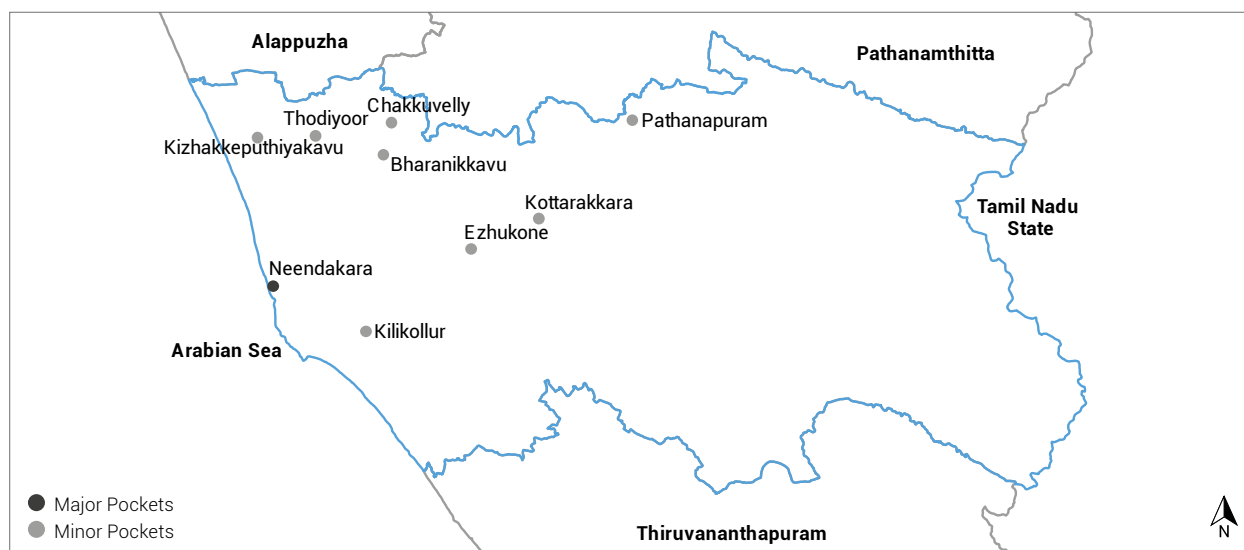 Alappuzha
Pathanamthitta
Chakkuvelly
Thodiyoor
Pathanapuram
Kizhakkeputhiyakavu
Bharanikkavu
Kottarakkara
Tamil Nadu
State
Ezhukone
Neendakara
Kilikollur
Arabian Sea
Major Pockets
Minor Pockets
Thiruvananthapuram
N